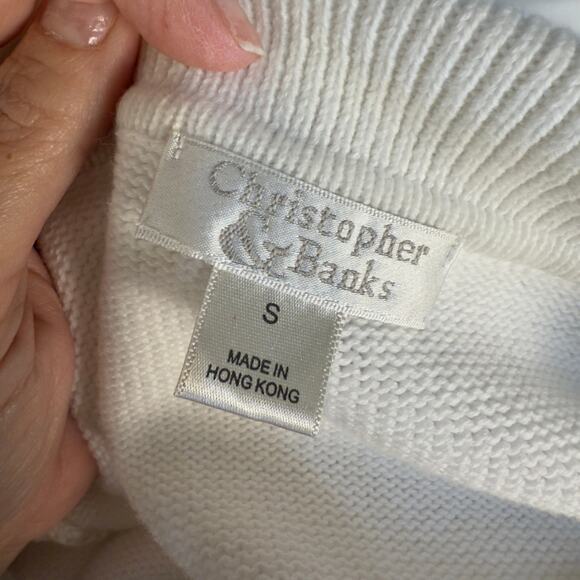 Christopher
& Banks
S
MADE IN
HONG KONG